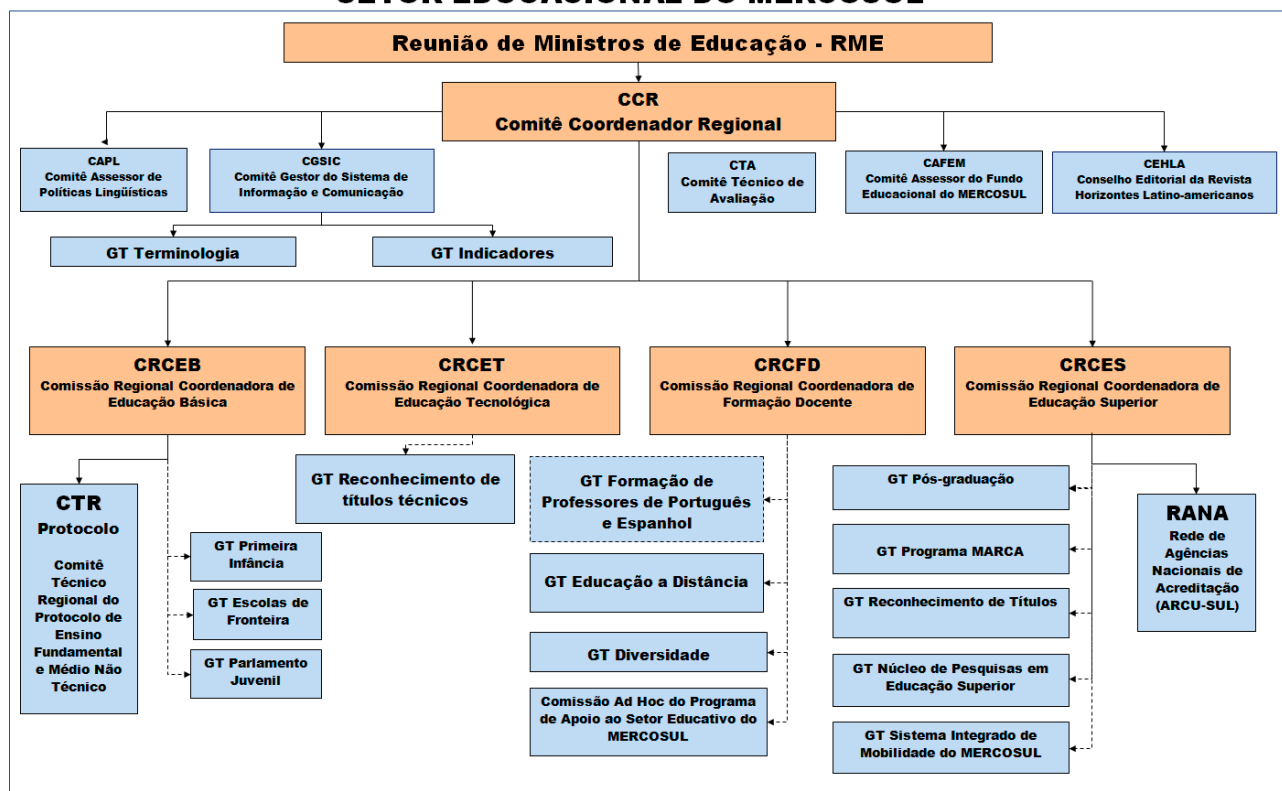 SETOR EDUCACIONAL DO MERCOSUL
Reunião de Ministros de Educação - RME
CCR
Comitê Coordenador Regional
CAPL
Comitê Assessor de
Políticas Lingüísticas
CGSIC
Comitê Gestor do Sistema de
Informação e Comunicação
CTA
Comitê Técnico de
Avaliação
CAFEM
Comitê Assessor do Fundo
Educacional do MERCOSUL
CEHLA
Conselho Editorial da Revista
Horizontes Latino-americanos
GT Terminologia
GT Indicadores
CRCEB
Comissão Regional Coordenadora de
Educação Básica
CRCET
Comissão Regional Coordenadora de
Educação Tecnológica
CRCFD
Comissão Regional Coordenadora de
Formação Docente
CRCES
Comissão Regional Coordenadora de
Educação Superior
CTR
Protocolo
Comitê
Técnico
Regional do
Protocolo de
Ensino
Fundamental
e Médio Não
Técnico
GT Primeira
Infância
GT Escolas de
Fronteira
GT Parlamento
Juvenil
GT Reconhecimento de
títulos técnicos
GT Formação de
Professores de Português
e Espanhol
GT Educação a Distância
GT Diversidade
Comissão Ad Hoc do Programa
de Apoio ao Setor Educativo do
MERCOSUL
GT Pós-graduação
GT Programa MARCA
GT Reconhecimento de Títulos
GT Núcleo de Pesquisas em
Educação Superior
GT Sistema Integrado de
Mobilidade do MERCOSUL
RANA
Rede de
Agências
Nacionais de
Acreditação
(ARCU-SUL)